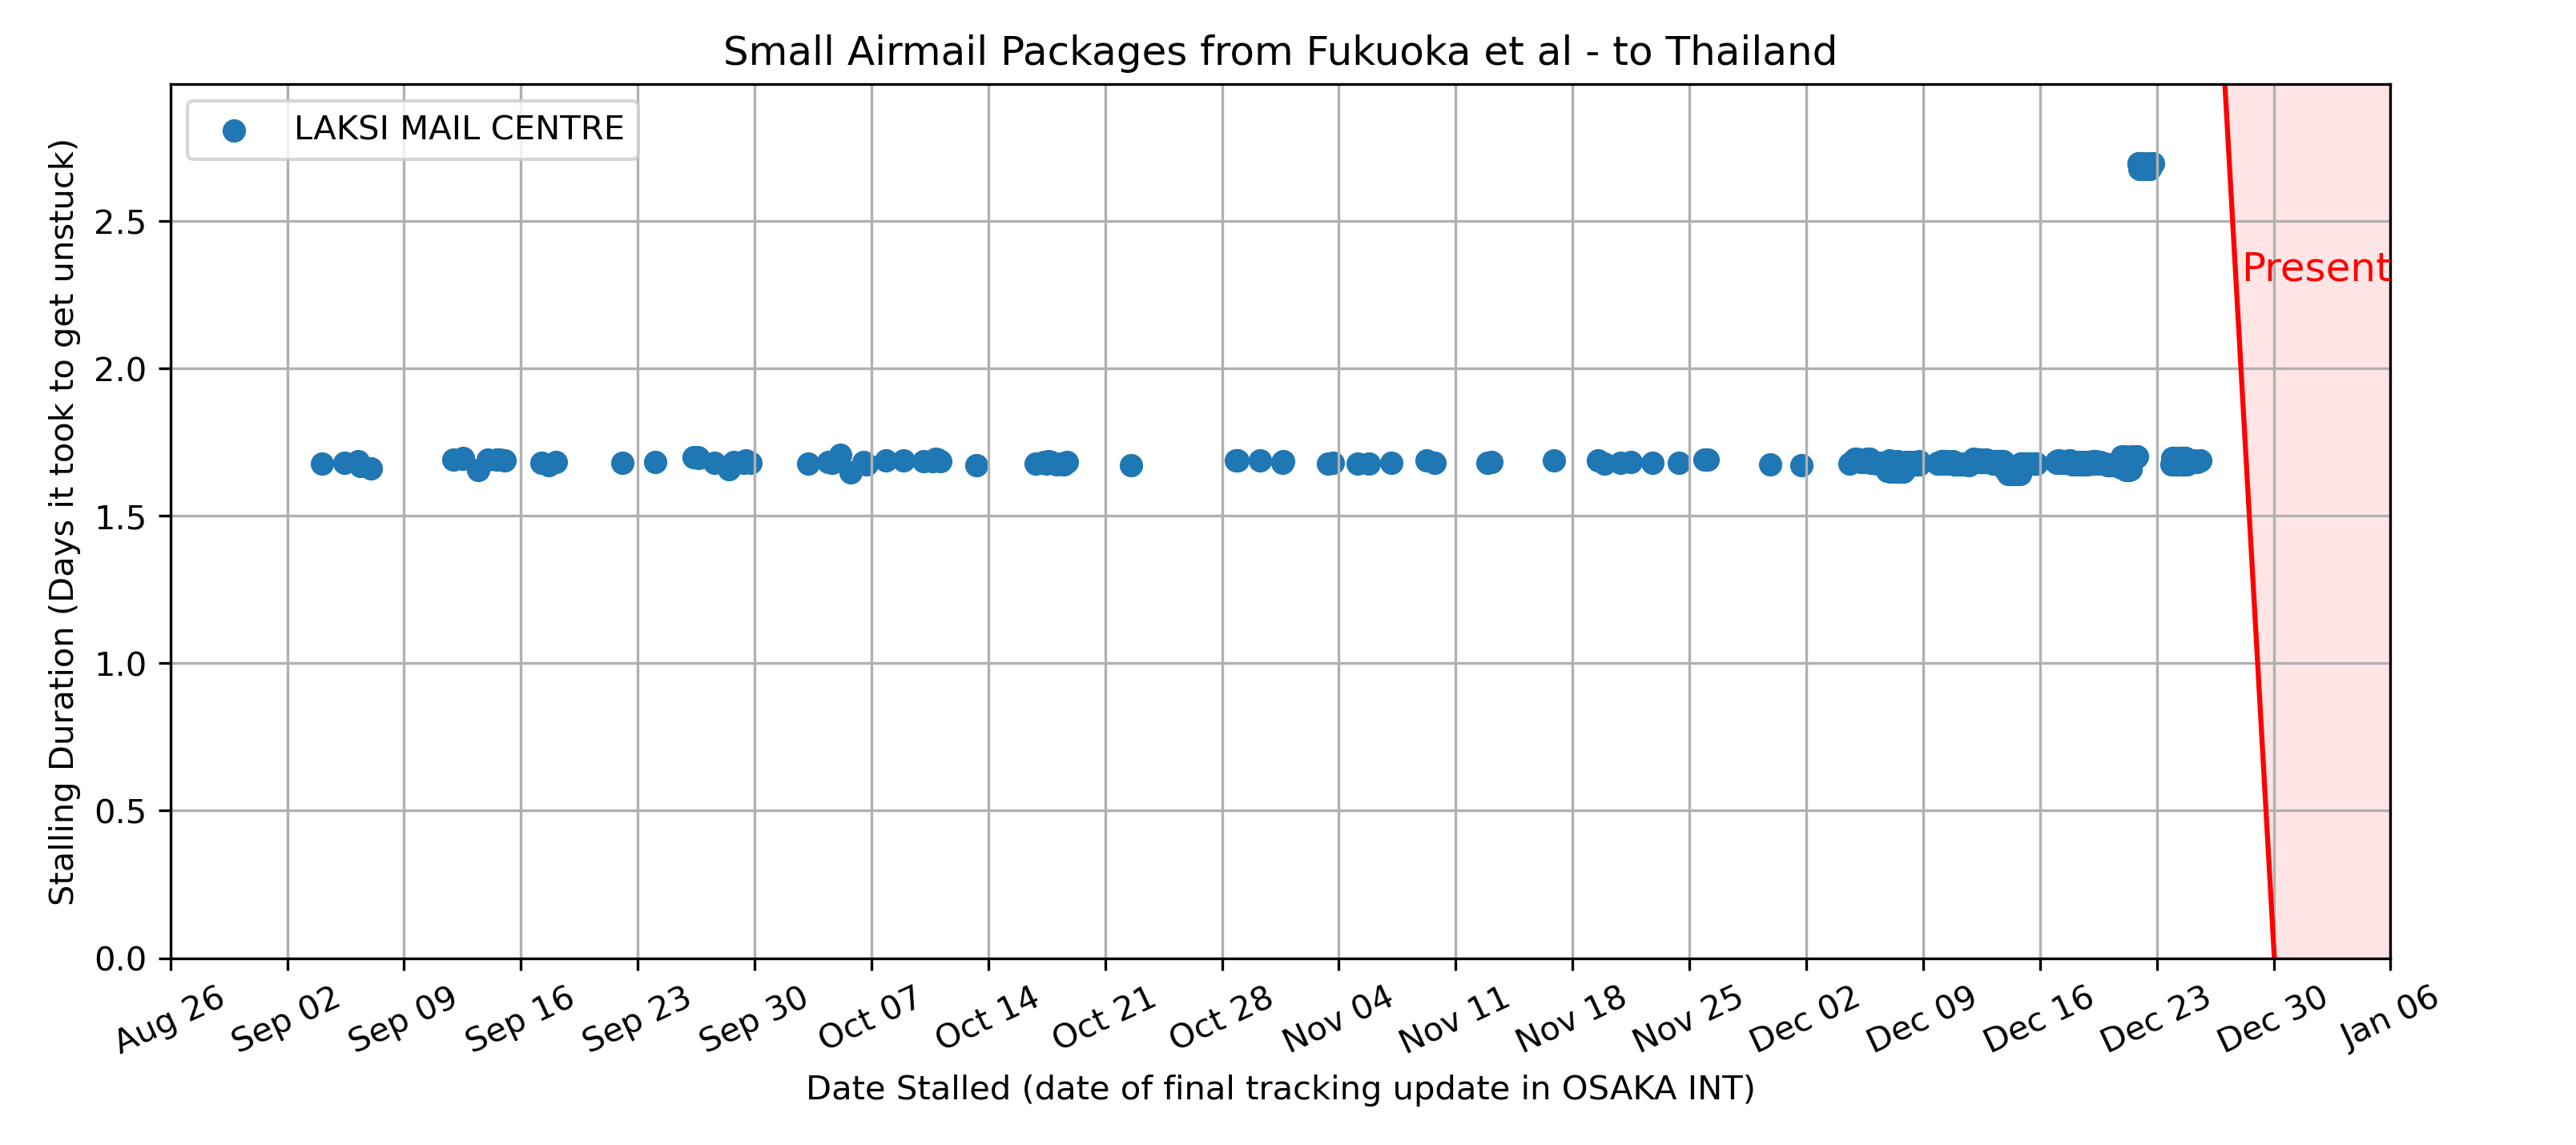 Small Airmail Packages from Fukuoka et al - to Thailand
LAKSI MAIL CENTRE
Present
Stalling Duration (Days it took to get unstuck)
2.5
2.0
1.5
1.0
0.5
0.0
Aug 26
Sep 02
Sep 09
Sep 16
Sep 23
Sep 30
Oct 07
Oct 14
Oct 21
Oct 28
Nov 04
Nov 11
Nov 18
Nov 25
Dec 02
Dec 09
Dec 16
Dec 23
Dec 30
Jan 06
Date Stalled (date of final tracking update in OSAKA INT)